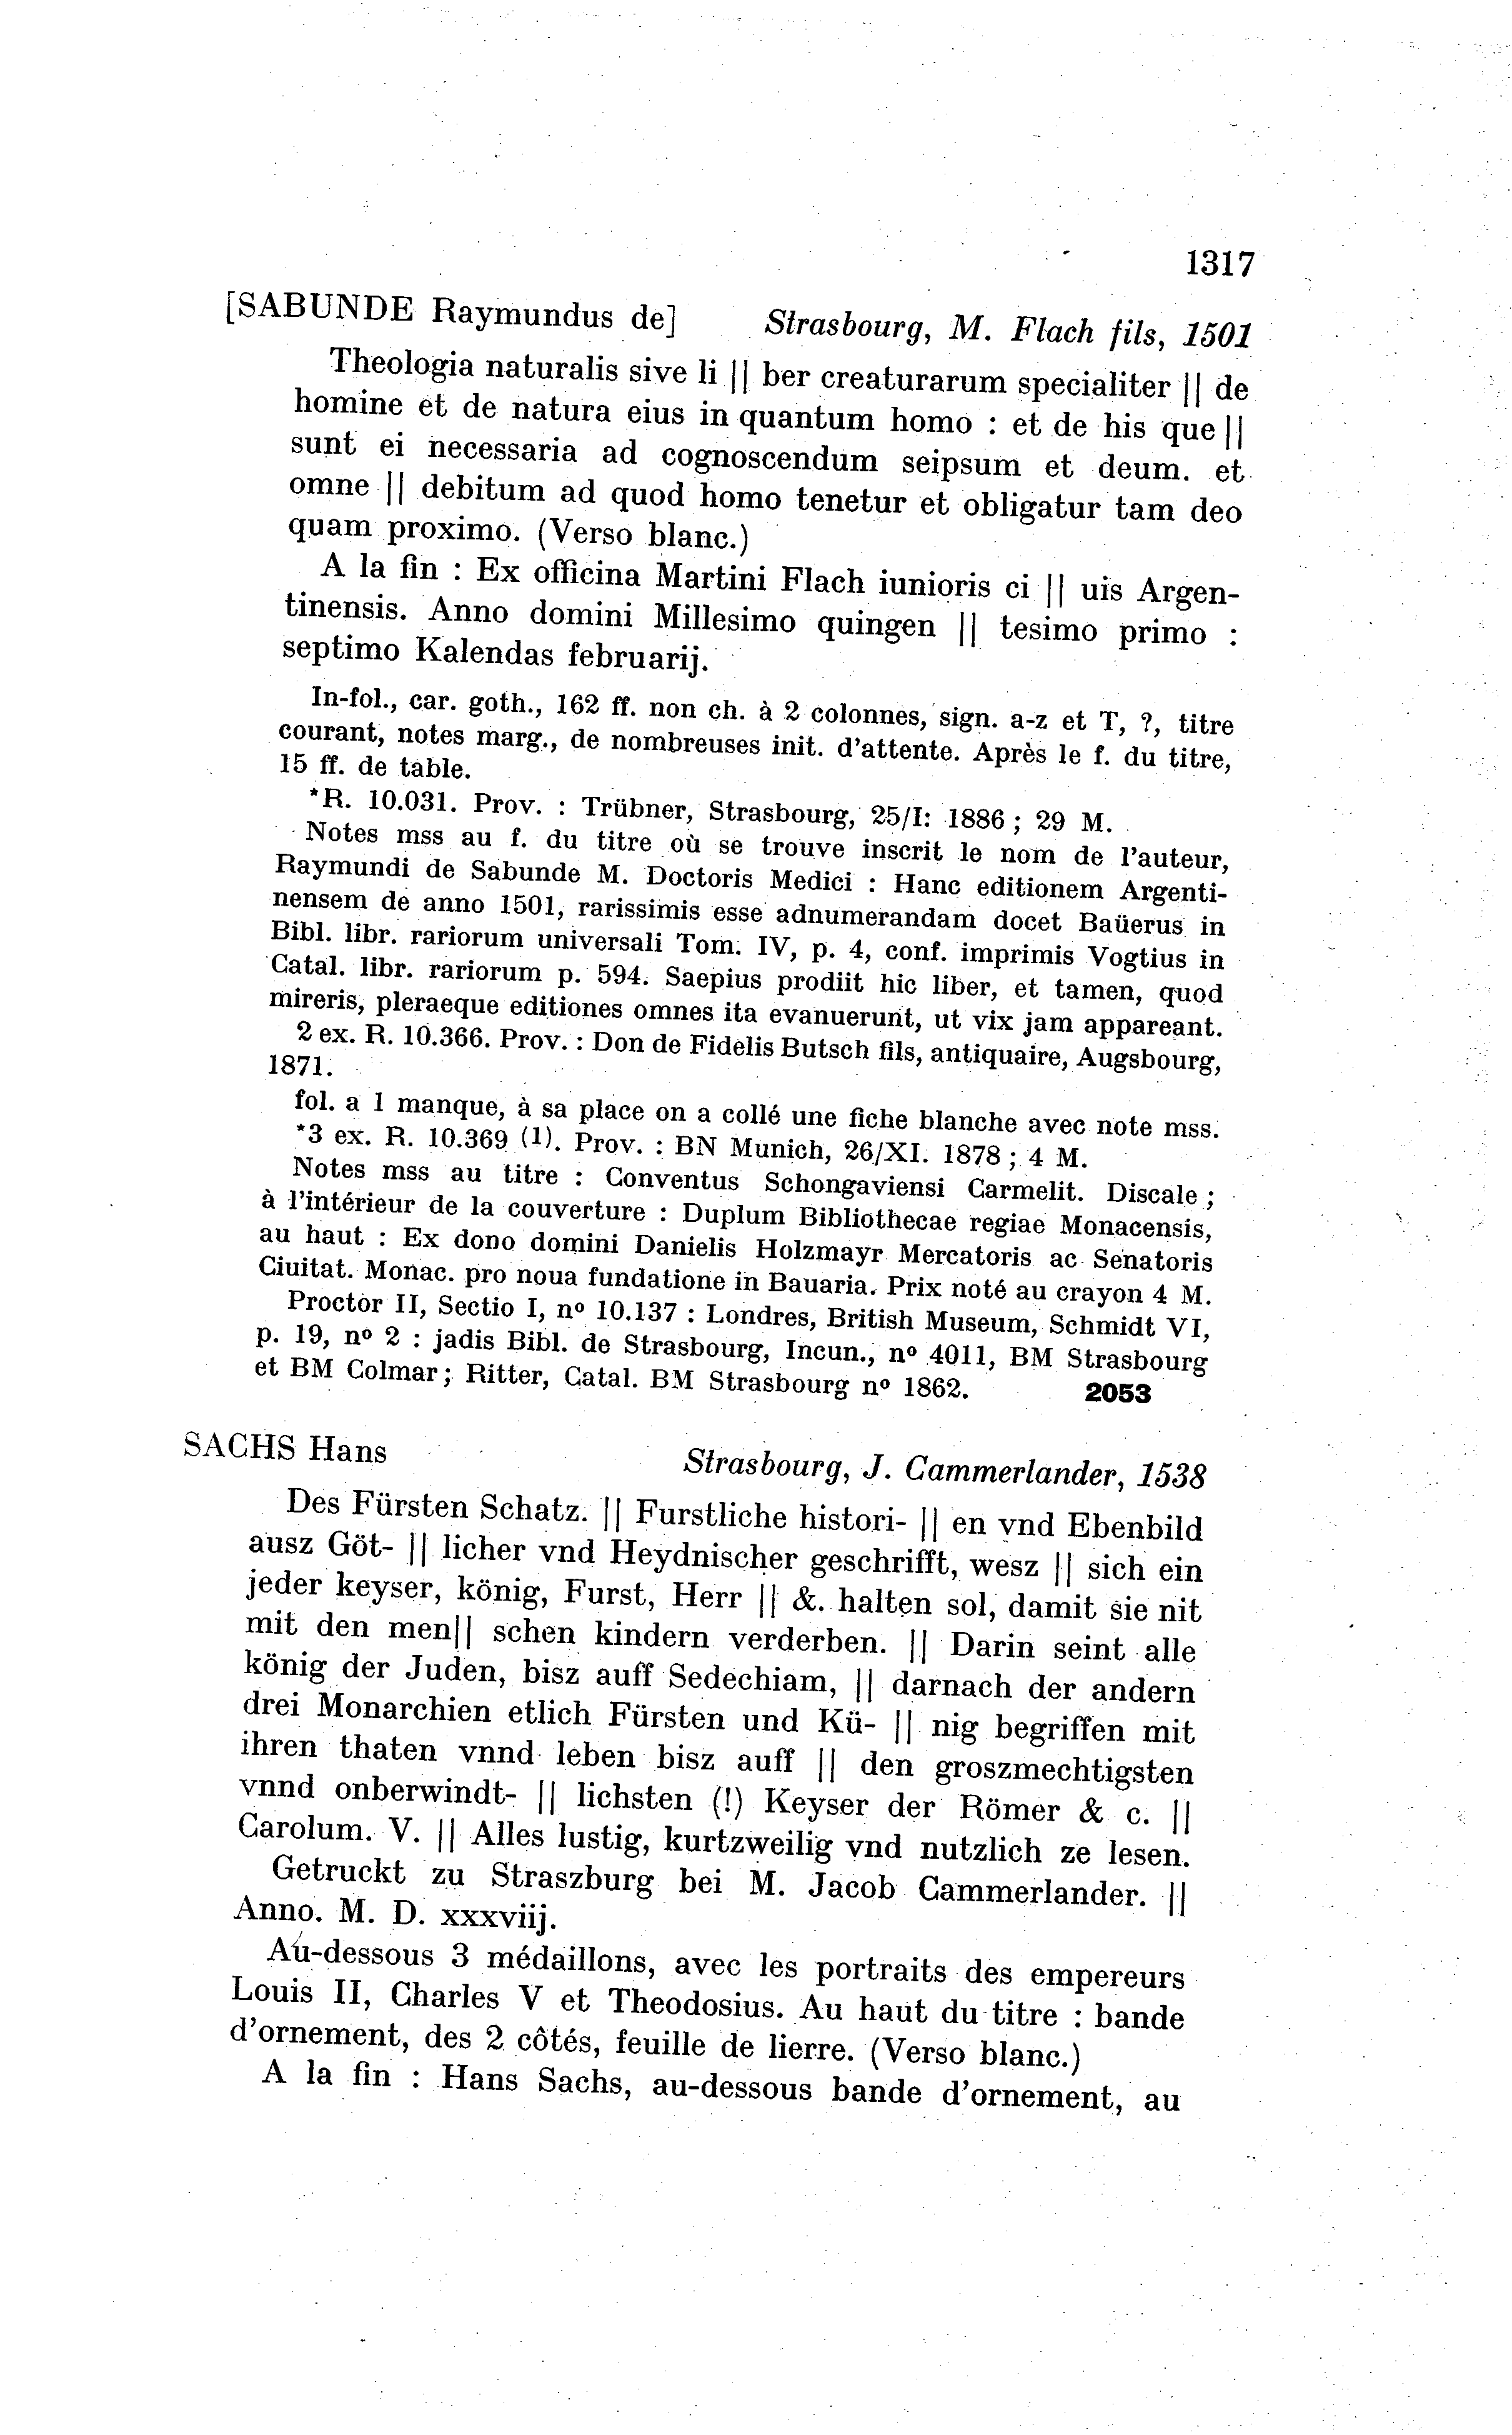 1317
[SABUNDE Raymundus de] Strasbourg, M. Flach fils, 1501
Theologia naturalis sive li || ber creaturarum specialiter || de
homine et de natura eius in quantum homo : et de his que ||
sunt ei necessaria ad cognoscendum seipsum et deum. et
omne || debitum ad quod homo tenetur et obligatur tam deo
quam proximo. (Verso blanc.)
A la fin : Ex officina Martini Flach iunioris ci || uis Argen-
tinensis. Anno domini Millesimo quingen || tesimo primo :
septimo Kalendas februarij.
In-fol., car. goth., 162 ff. non ch. à 2 colonnes, sign. a-z et T, ?, titre
courant, notes marg., de nombreuses init. d'attente. Après le f. du titre,
15 ff. de table.
*R. 10.031. Prov. : Trübner, Strasbourg, 25/I: 1886 ; 29 M.
Notes mss au f. du titre où se trouve inscrit le nom de l'auteur,
Raymundi de Sabunde M. Doctoris Medici : Hanc editionem Argenti-
nensem de anno 1501, rarissimis esse adnumerandam docet Baüerus in
Bibl. libr. rariorum universali Tom. IV, p. 4, conf. imprimis Vogtius in
Catal. libr. rariorum p. 594. Saepius prodiit hic liber, et tamen, quod
mireris, pleraeque editiones omnes ita evanuerunt, ut vix jam appareant.
2 ex. R. 10.366. Prov. : Don de Fidelis Butsch fils, antiquaire, Augsbourg,
1871.
fol. a 1 manque, à sa place on a collé une fiche blanche avec note mss.
*3 ex. R. 10.369 (1). Prov. : BN Munich, 26/XI. 1878 ; 4 M.
Notes mss au titre : Conventus Schongaviensi Carmelit. Discale ;
à l'intérieur de la couverture : Duplum Bibliothecae regiae Monacensis,
au haut : Ex dono domini Danielis Holzmayr Mercatoris ac Senatoris
Ciuitat. Monac. pro noua fundatione in Bauaria. Prix noté au crayon 4 M.
Proctor II, Sectio I, nº 10.137 : Londres, British Museum, Schmidt VI,
p. 19, nº 2 : jadis Bibl. de Strasbourg, Incun., nº 4011, BM Strasbourg
et BM Colmar ; Ritter, Catal. BM Strasbourg nº 1862. 2053
SACHS Hans Strasbourg, J. Cammerlander, 1538
Des Fürsten Schatz. || Furstliche histori- || en vnd Ebenbild
ausz Göt- || licher vnd Heydnischer geschrifft, wesz || sich ein
jeder keyser, könig, Furst, Herr || &. halten sol, damit sie nit
mit den men|| schen kindern verderben. || Darin seint alle
könig der Juden, bisz auff Sedechiam, || darnach der andern
drei Monarchien etlich Fürsten und Kü- || nig begriffen mit
ihren thaten vnnd leben bisz auff || den groszmechtigsten
vnnd onberwindt- || lichsten (!) Keyser der Römer & c. ||
Carolum. V. || Alles lustig, kurtzweilig vnd nutzlich ze lesen.
Getruckt zu Straszburg bei M. Jacob Cammerlander. ||
Anno. M. D. xxxviij.
Au-dessous 3 médaillons, avec les portraits des empereurs
Louis II, Charles V et Theodosius. Au haut du titre : bande
d'ornement, des 2 côtés, feuille de lierre. (Verso blanc.)
A la fin : Hans Sachs, au-dessous bande d'ornement, au